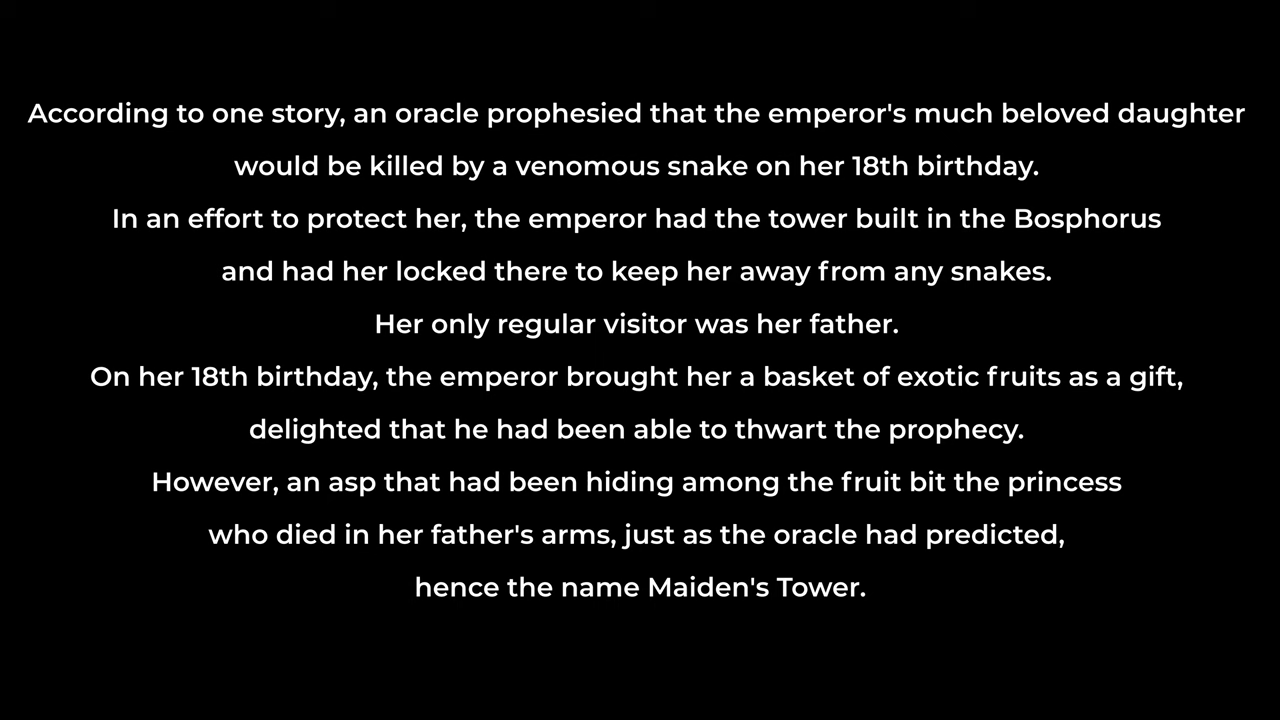 According to one story, an oracle prophesied that the emperor's much beloved daughter
would be killed by a venomous snake on her 18th birthday.
In an effort to protect her, the emperor had the tower built in the Bosphorus
and had her locked there to keep her away from any snakes.
Her only regular visitor was her father.
On her 18th birthday, the emperor brought her a basket of exotic fruits as a gift,
delighted that he had been able to thwart the prophecy.
However, an asp that had been hiding among the fruit bit the princess
who died in her father's arms, just as the oracle had predicted,
hence the name Maiden's Tower.